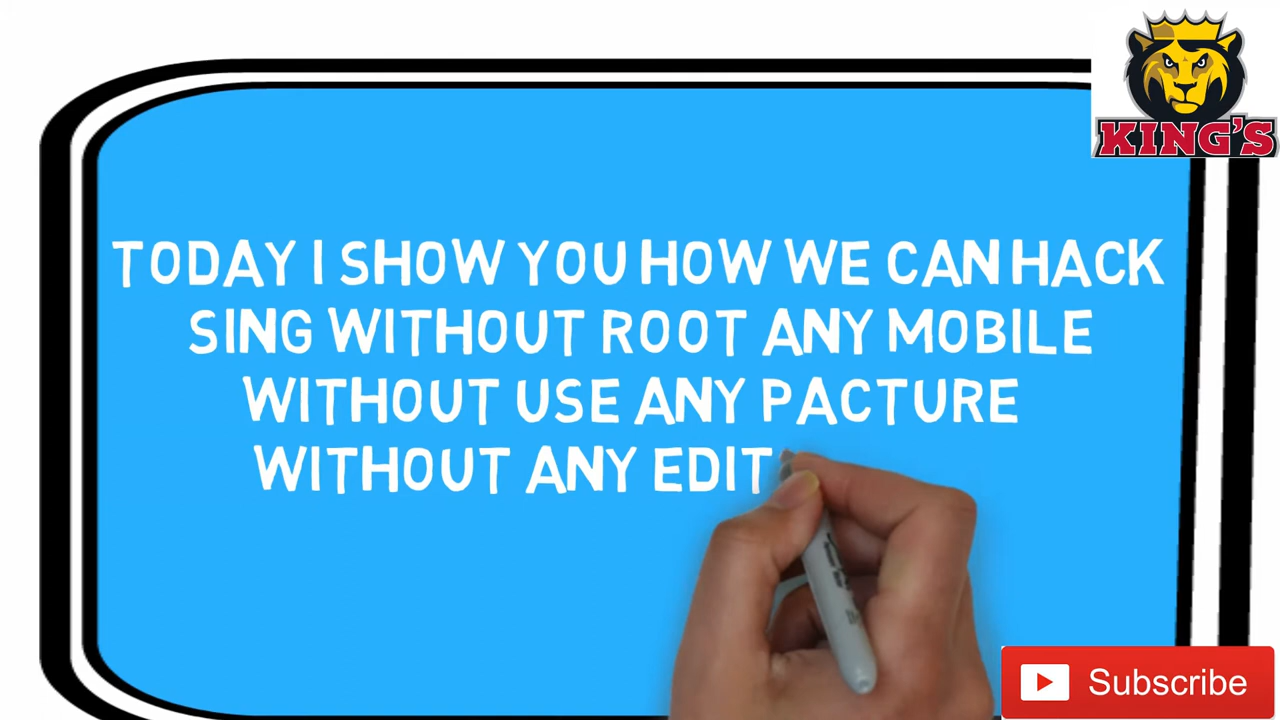 KING'S
TODAY I SHOW YOU HOW WE CAN HACK
SING WITHOUT ROOT ANY MOBILE
WITHOUT USE ANY PACTURE
WITHOUT ANY EDIT
Subscribe